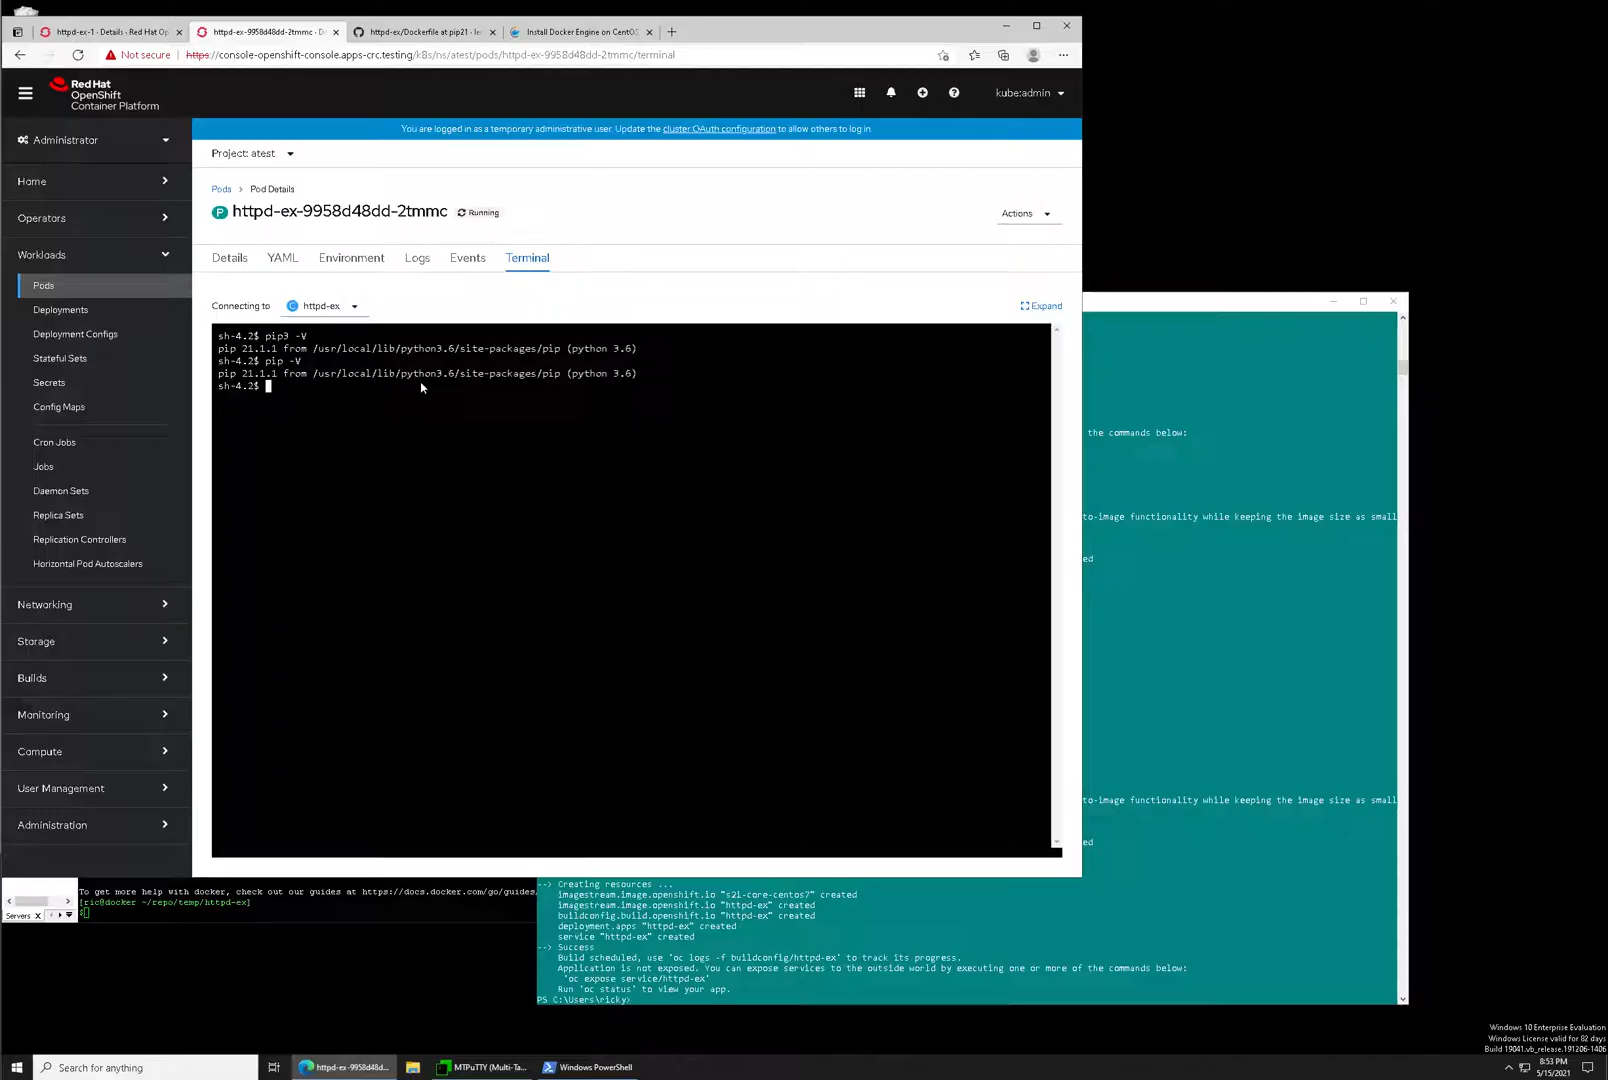 httpd-ex-1 · Details · Red Hat Op
httpd-ex-9958d48dd-2tmmc · D
httpd-ex/Dockerfile at pip21 · le
Install Docker Engine on CentOS
Not secure
https://console-openshift-console.apps-crc.testing/k8s/ns/atest/pods/httpd-ex-9958d48dd-2tmmc/terminal
Red Hat
OpenShift
Container Platform
kube:admin
You are logged in as a temporary administrative user. Update the cluster OAuth configuration to allow others to log in.
Administrator
Home
Operators
Workloads
Pods
Deployments
Deployment Configs
Stateful Sets
Secrets
Config Maps
Cron Jobs
Jobs
Daemon Sets
Replica Sets
Replication Controllers
Horizontal Pod Autoscalers
Networking
Storage
Builds
Monitoring
Compute
User Management
Administration
Project: atest
Pods > Pod Details
P httpd-ex-9958d48dd-2tmmc Running
Actions
Details YAML Environment Logs Events Terminal
Connecting to C httpd-ex
Expand
sh-4.2$ pip3 -V
pip 21.1.1 from /usr/local/lib/python3.6/site-packages/pip (python 3.6)
sh-4.2$ pip -V
pip 21.1.1 from /usr/local/lib/python3.6/site-packages/pip (python 3.6)
sh-4.2$
the commands below:
to-image functionality while keeping the image size as small
ed
to-image functionality while keeping the image size as small
ed
Servers
To get more help with docker, check out our guides at https://docs.docker.com/go/guides/
[ric@docker ~/repo/temp/httpd-ex]
$
--> Creating resources ...
imagestream.image.openshift.io "s2i-core-centos7" created
imagestream.image.openshift.io "httpd-ex" created
buildconfig.build.openshift.io "httpd-ex" created
deployment.apps "httpd-ex" created
service "httpd-ex" created
--> Success
Build scheduled, use 'oc logs -f buildconfig/httpd-ex' to track its progress.
Application is not exposed. You can expose services to the outside world by executing one or more of the commands below:
'oc expose service/httpd-ex'
Run 'oc status' to view your app.
PS C:\Users\ricky>
Windows 10 Enterprise Evaluation
Windows License valid for 82 days
Build 19041.vb_release.191206-1406
Search for anything
httpd-ex-9958d48d...
MTPuTTY (Multi-Ta...
Windows PowerShell
8:53 PM
5/15/2021